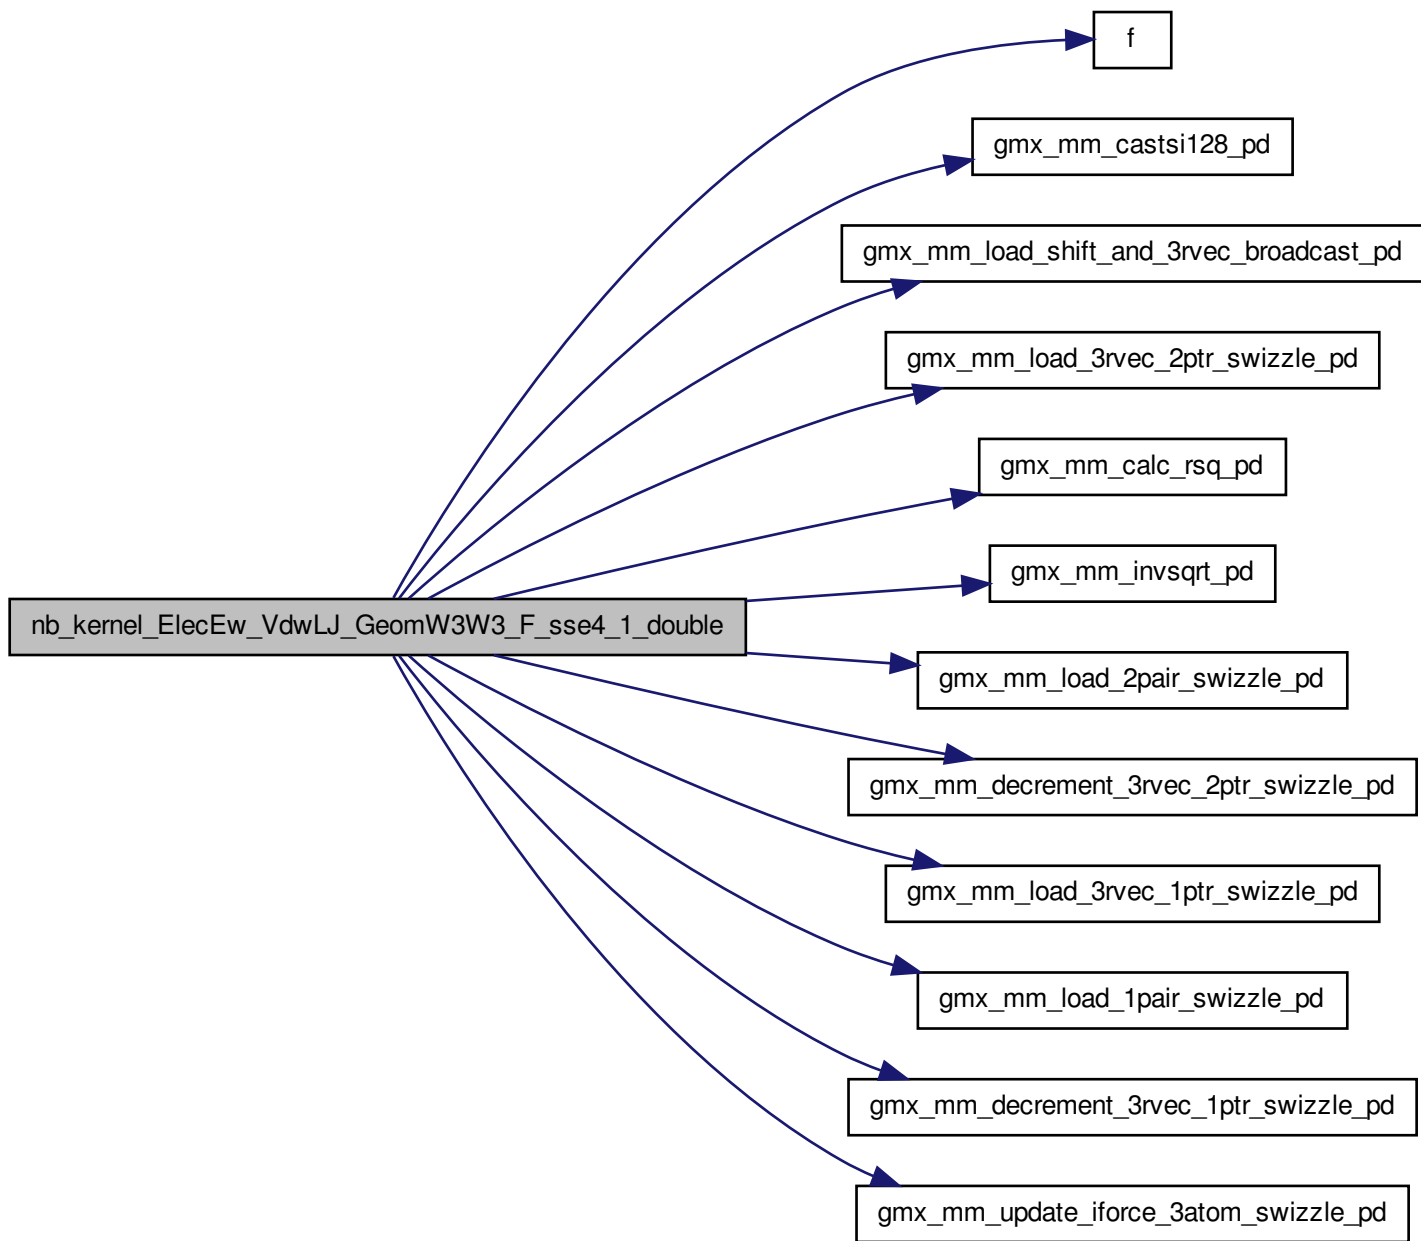 f
gmx_mm_castsi128_pd
gmx_mm_load_shift_and_3rvec_broadcast_pd
gmx_mm_load_3rvec_2ptr_swizzle_pd
gmx_mm_calc_rsq_pd
gmx_mm_invsqrt_pd
nb_kernel_ElecEw_VdwLJ_GeomW3W3_F_sse4_1_double
gmx_mm_load_2pair_swizzle_pd
gmx_mm_decrement_3rvec_2ptr_swizzle_pd
gmx_mm_load_3rvec_1ptr_swizzle_pd
gmx_mm_load_1pair_swizzle_pd
gmx_mm_decrement_3rvec_1ptr_swizzle_pd
gmx_mm_update_iforce_3atom_swizzle_pd